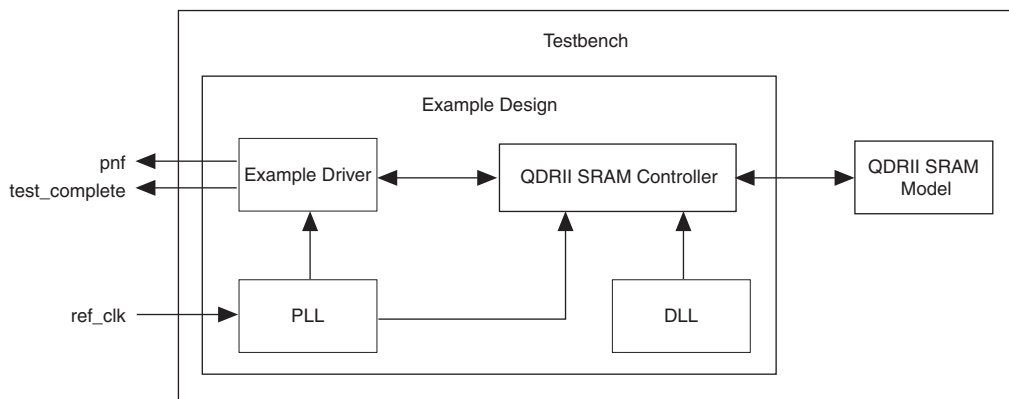 Testbench
Example Design
pnf
test_complete
Example Driver
QDRII SRAM Controller
QDRII SRAM
Model
ref_clk
PLL
DLL